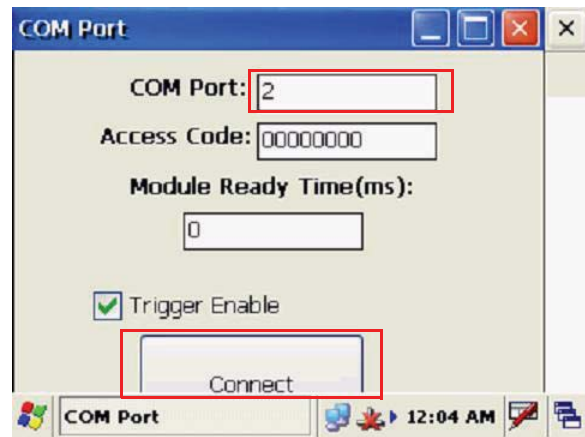 COM Port
COM Port: 2
Access Code: 00000000
Module Ready Time(ms):
0
Trigger Enable
Connect
COM Port 12:04 AM